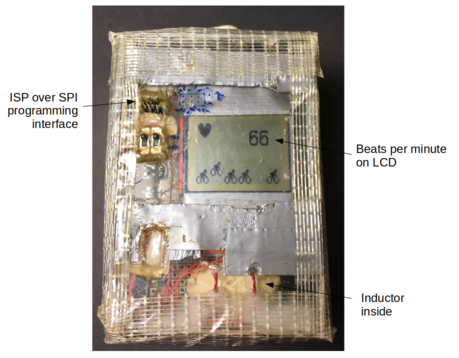 ISP over SPI
programming
interface
66
Beats per minute
on LCD
Inductor
inside